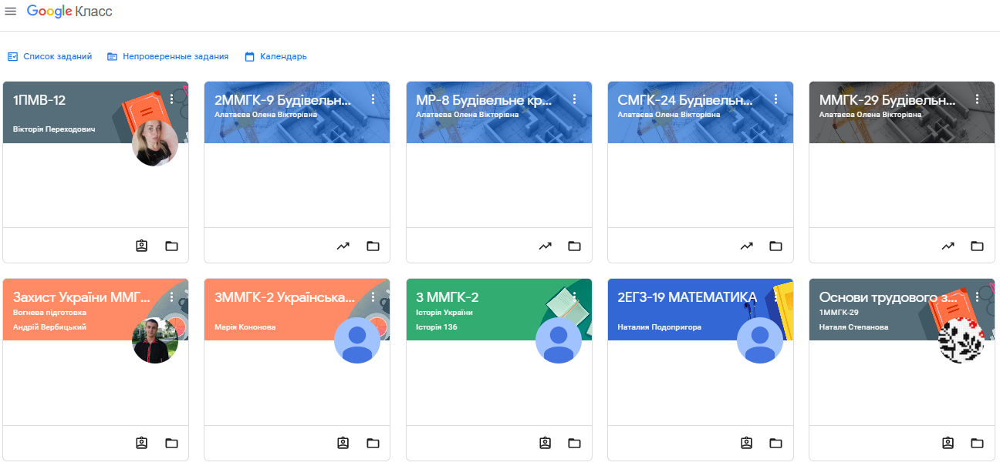 Google Класс
Список заданий
Непроверенные задания
Календарь
1ПМВ-12
Вікторія Переходович
2ММГК-9 Будівельн...
Алатаєва Олена Вікторівна
МР-8 Будівельне кр...
Алатаєва Олена Вікторівна
СМГК-24 Будівельн...
Алатаєва Олена Вікторівна
ММГК-29 Будівельн...
Алатаєва Олена Вікторівна
Захист України ММГ...
Вогнева підготовка
Андрій Вербицький
3ММГК-2 Українська...
Марія Кононова
3 ММГК-2
Історія України
Історія 136
2ЕГЗ-19 МАТЕМАТИКА
Наталия Подопригора
Основи трудового з...
1ММГК-29
Наталя Степанова